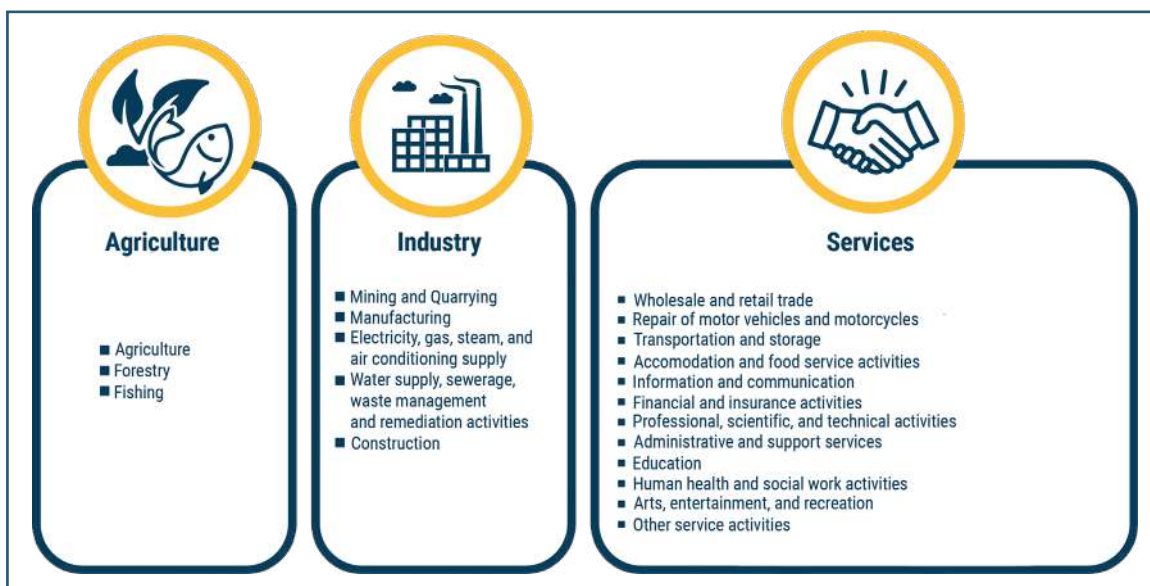 Agriculture
■ Agriculture
■ Forestry
■ Fishing
Industry
■ Mining and Quarrying
■ Manufacturing
■ Electricity, gas, steam, and
air conditioning supply
■ Water supply, sewerage,
waste management
and remediation activities
■ Construction
Services
■ Wholesale and retail trade
■ Repair of motor vehicles and motorcycles
■ Transportation and storage
■ Accomodation and food service activities
■ Information and communication
■ Financial and insurance activities
■ Professional, scientific, and technical activities
■ Administrative and support services
■ Education
■ Human health and social work activities
■ Arts, entertainment, and recreation
■ Other service activities